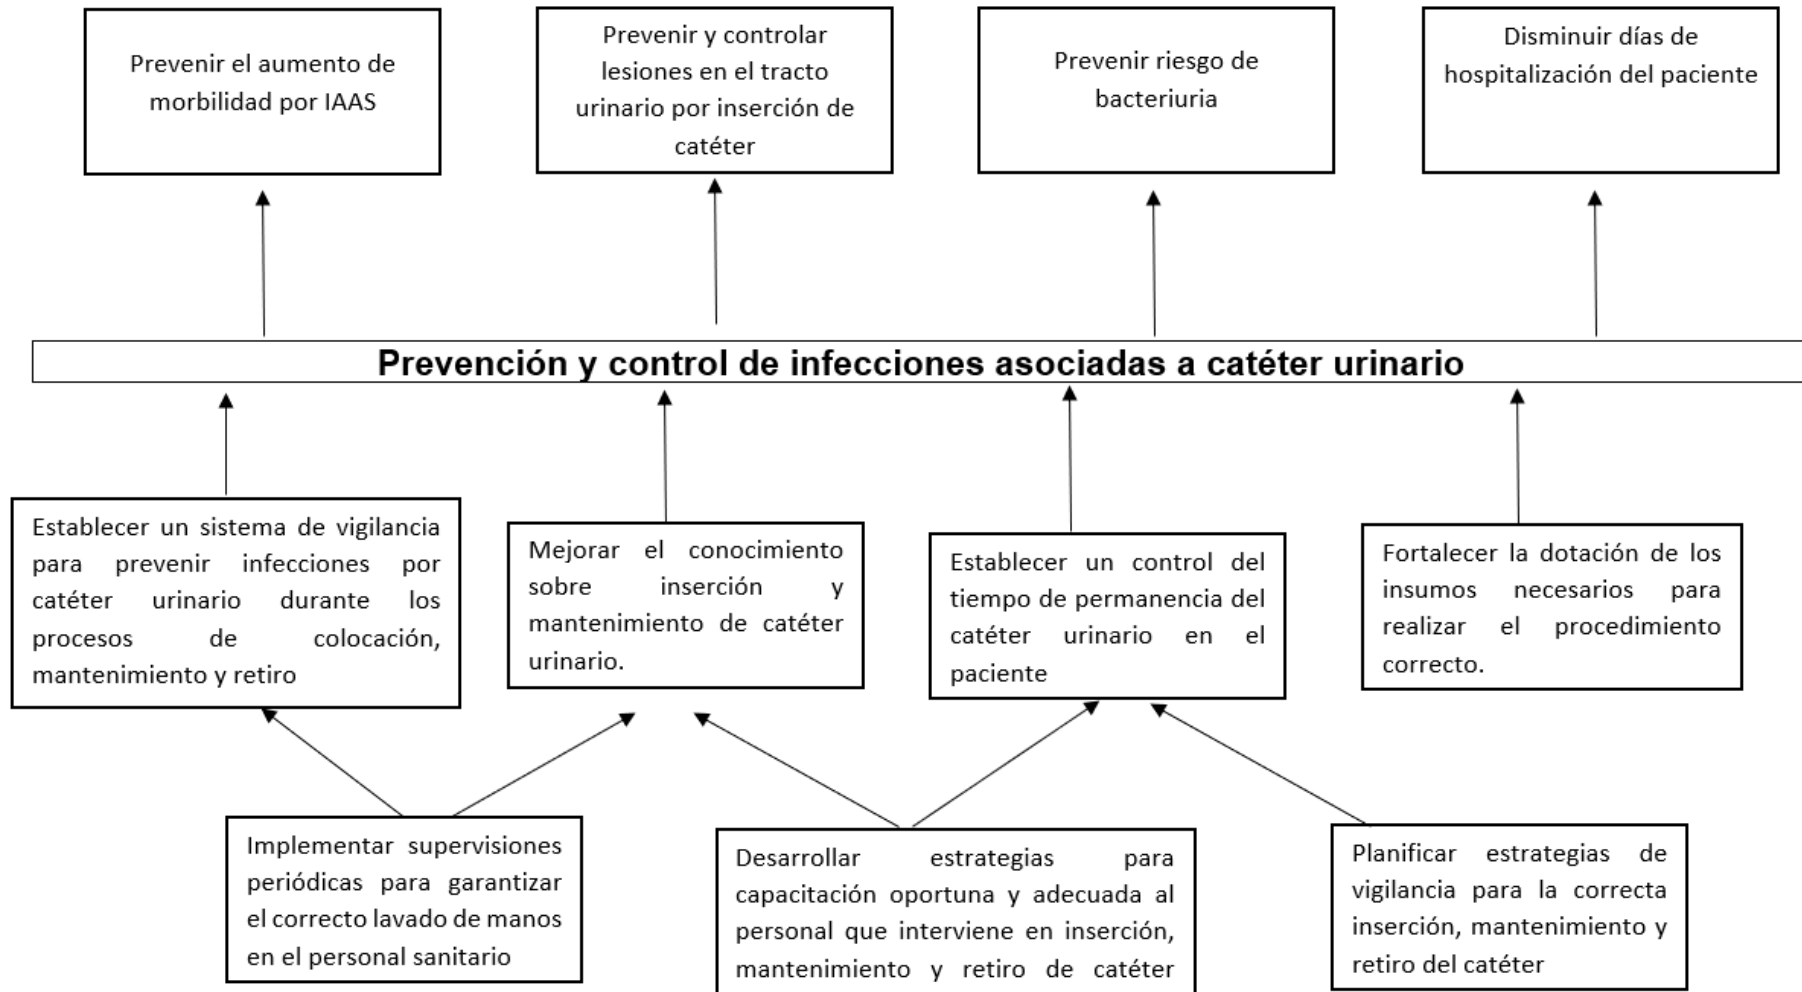 Prevenir el aumento de
morbilidad por IAAS
Prevenir y controlar
lesiones en el tracto
urinario por inserción de
catéter
Prevenir riesgo de
bacteriuria
Disminuir días de
hospitalización del paciente
Prevención y control de infecciones asociadas a catéter urinario
Establecer un sistema de vigilancia
para prevenir infecciones por
catéter urinario durante los
procesos de colocación,
mantenimiento y retiro
Mejorar el conocimiento
sobre inserción y
mantenimiento de catéter
urinario.
Establecer un control del
tiempo de permanencia del
catéter urinario en el
paciente
Fortalecer la dotación de los
insumos necesarios para
realizar el procedimiento
correcto.
Implementar supervisiones
periódicas para garantizar
el correcto lavado de manos
en el personal sanitario
Desarrollar estrategias para
capacitación oportuna y adecuada al
personal que interviene en inserción,
mantenimiento y retiro de catéter
Planificar estrategias de
vigilancia para la correcta
inserción, mantenimiento y
retiro del catéter